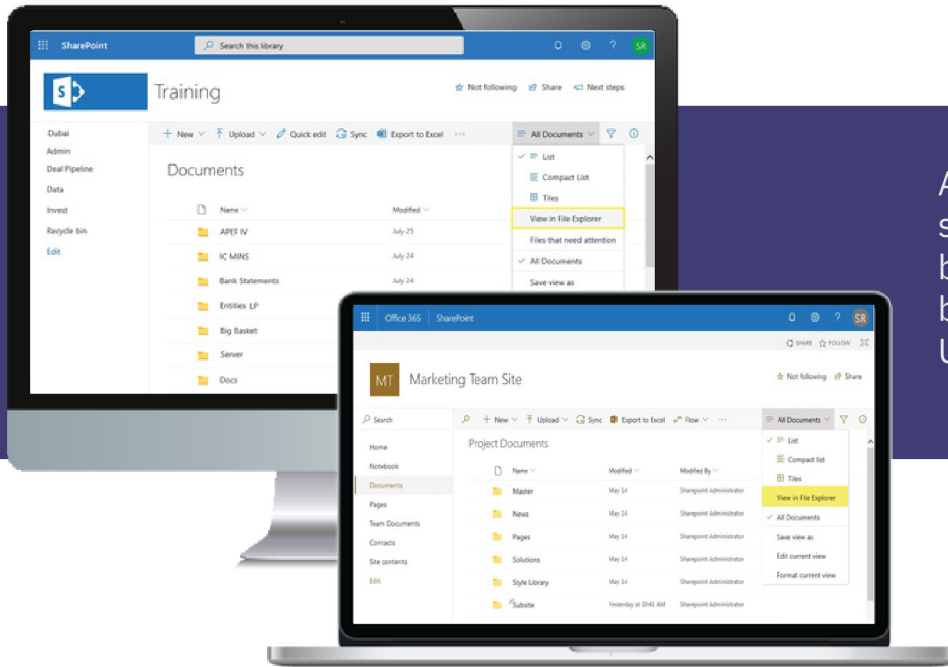 SharePoint
Search this library
?
SR
S
Training
Not following Share Next steps
Dubai
Admin
Deal Pipeline
Data
Invest
Recycle bin
Edit
+ New Upload Quick edit Sync Export to Excel ... All Documents
Documents
Name Modified
APEF IV July 25
IC MINS July 24
Bank Statements July 24
Entities LP
Big Basket
Server
Docs
List
Compact List
Tiles
View in File Explorer
Files that need attention
All Documents
Save view as
Office 365 SharePoint
?
SR
SHARE FOLLOW
MT
Marketing Team Site
Not following Share
Search
+ New Upload Sync Export to Excel Flow ... All Documents
Home
Notebook
Documents
Pages
Team Documents
Contacts
Site contents
Edit
Project Documents
Name Modified Modified By
Master May 14 Sharepoint Administrator
News May 14 Sharepoint Administrator
Pages May 14 Sharepoint Administrator
Solutions May 14 Sharepoint Administrator
Style Library May 14 Sharepoint Administrator
Subsite Yesterday at 10:41 AM Sharepoint Administrator
List
Compact list
Tiles
View in File Explorer
All Documents
Save view as
Edit current view
Format current view